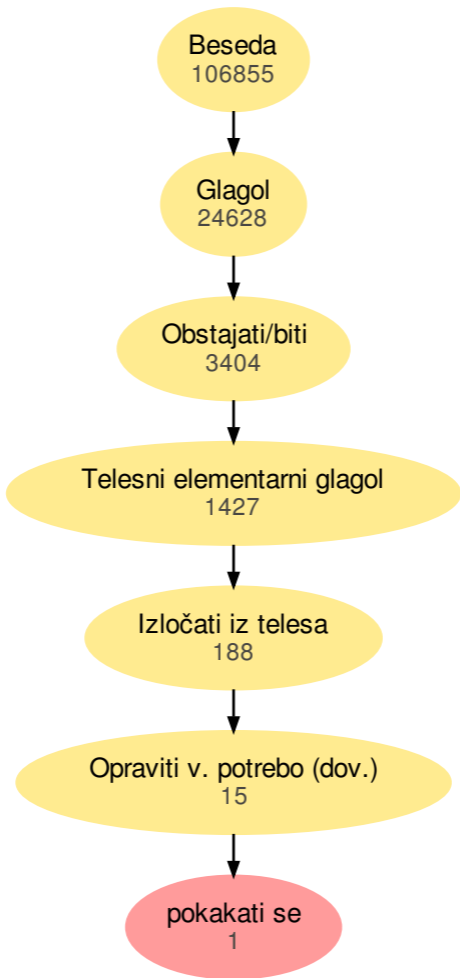 Beseda
106855
Glagol
24628
Obstajati/biti
3404
Telesni elementarni glagol
1427
Izločati iz telesa
188
Opraviti v. potrebo (dov.)
15
pokakati se
1